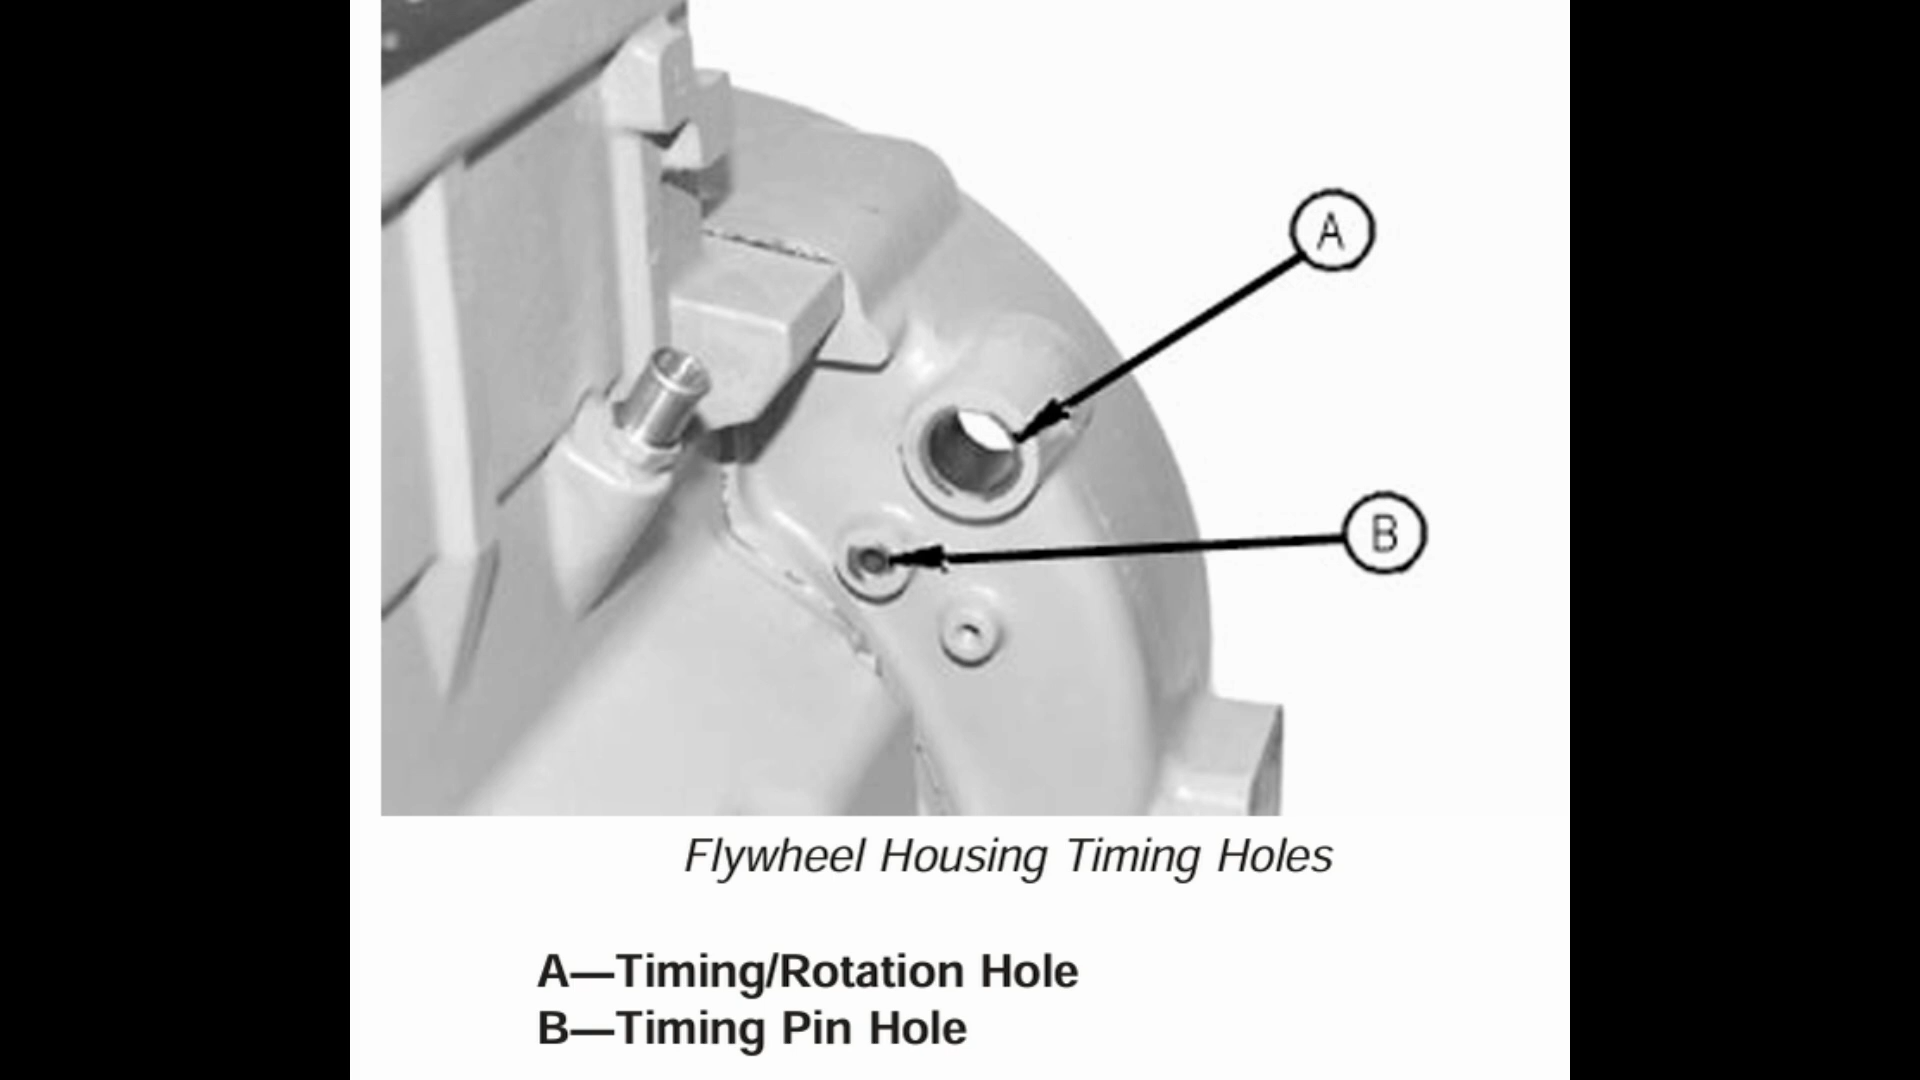 A
B
Flywheel Housing Timing Holes
A—Timing/Rotation Hole
B—Timing Pin Hole